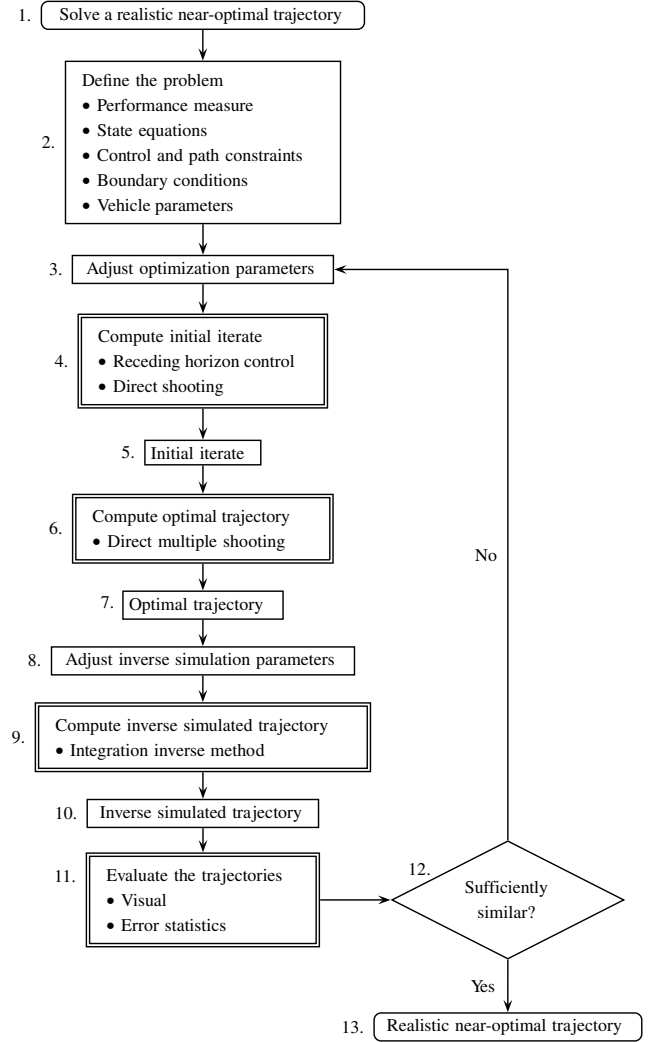 1. Solve a realistic near-optimal trajectory
2. Define the problem
• Performance measure
• State equations
• Control and path constraints
• Boundary conditions
• Vehicle parameters
3. Adjust optimization parameters
4. Compute initial iterate
• Receding horizon control
• Direct shooting
5. Initial iterate
6. Compute optimal trajectory
• Direct multiple shooting
7. Optimal trajectory
8. Adjust inverse simulation parameters
9. Compute inverse simulated trajectory
• Integration inverse method
10. Inverse simulated trajectory
11. Evaluate the trajectories
• Visual
• Error statistics
12. Sufficiently
similar?
No
Yes
13. Realistic near-optimal trajectory